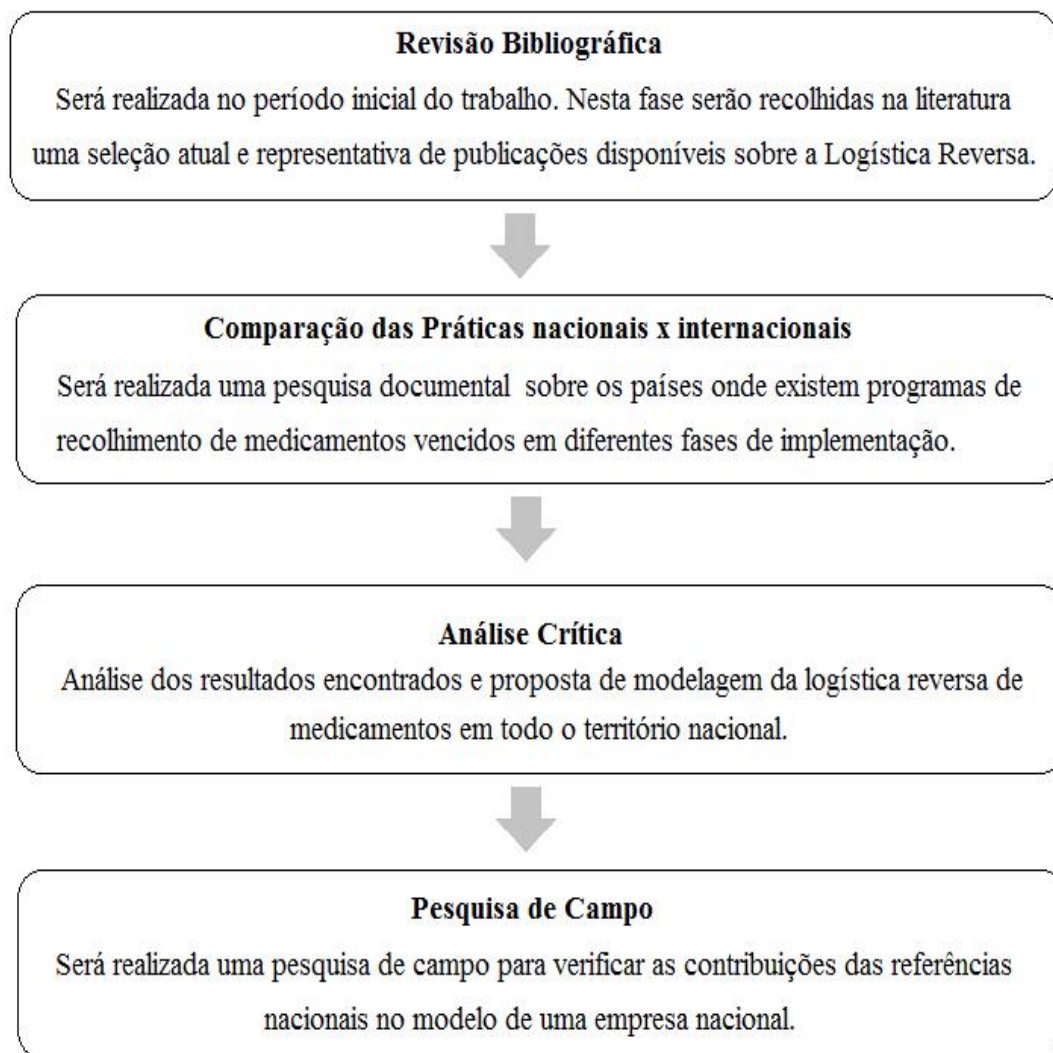 Revisão Bibliográfica
Será realizada no período inicial do trabalho. Nesta fase serão recolhidas na literatura
uma seleção atual e representativa de publicações disponíveis sobre a Logística Reversa.
Comparação das Práticas nacionais x internacionais
Será realizada uma pesquisa documental sobre os países onde existem programas de
recolhimento de medicamentos vencidos em diferentes fases de implementação.
Análise Crítica
Análise dos resultados encontrados e proposta de modelagem da logística reversa de
medicamentos em todo o território nacional.
Pesquisa de Campo
Será realizada uma pesquisa de campo para verificar as contribuições das referências
nacionais no modelo de uma empresa nacional.